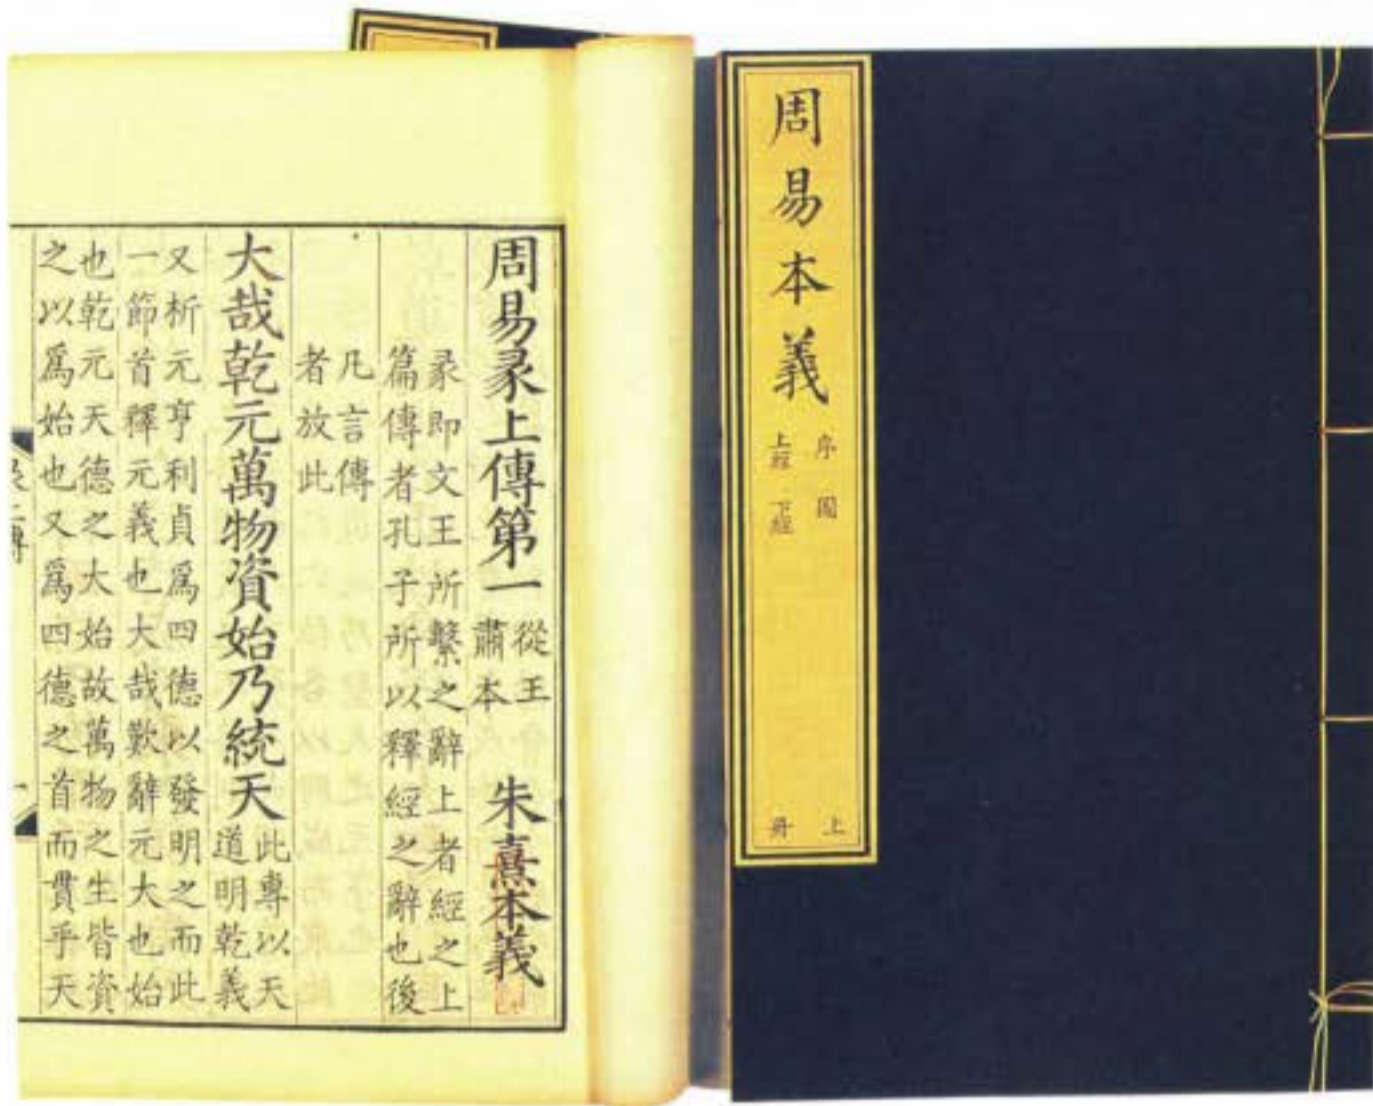 周易本義
序圖
上經下經
上冊
周易彖上傳第一 從王肅本 朱熹本義
彖即文王所繫之辭上者經之上
篇傳者孔子所以釋經之辭也後
凡言傳
者放此
大哉乾元萬物資始乃統天 此專以天道明乾義
又析元亨利貞爲四德以發明之而此
一節首釋元義也大哉歎辭元大也始
也乾元天德之大始故萬物之生皆資
之以爲始也又爲四德之首而貫乎天
彖上傳
一